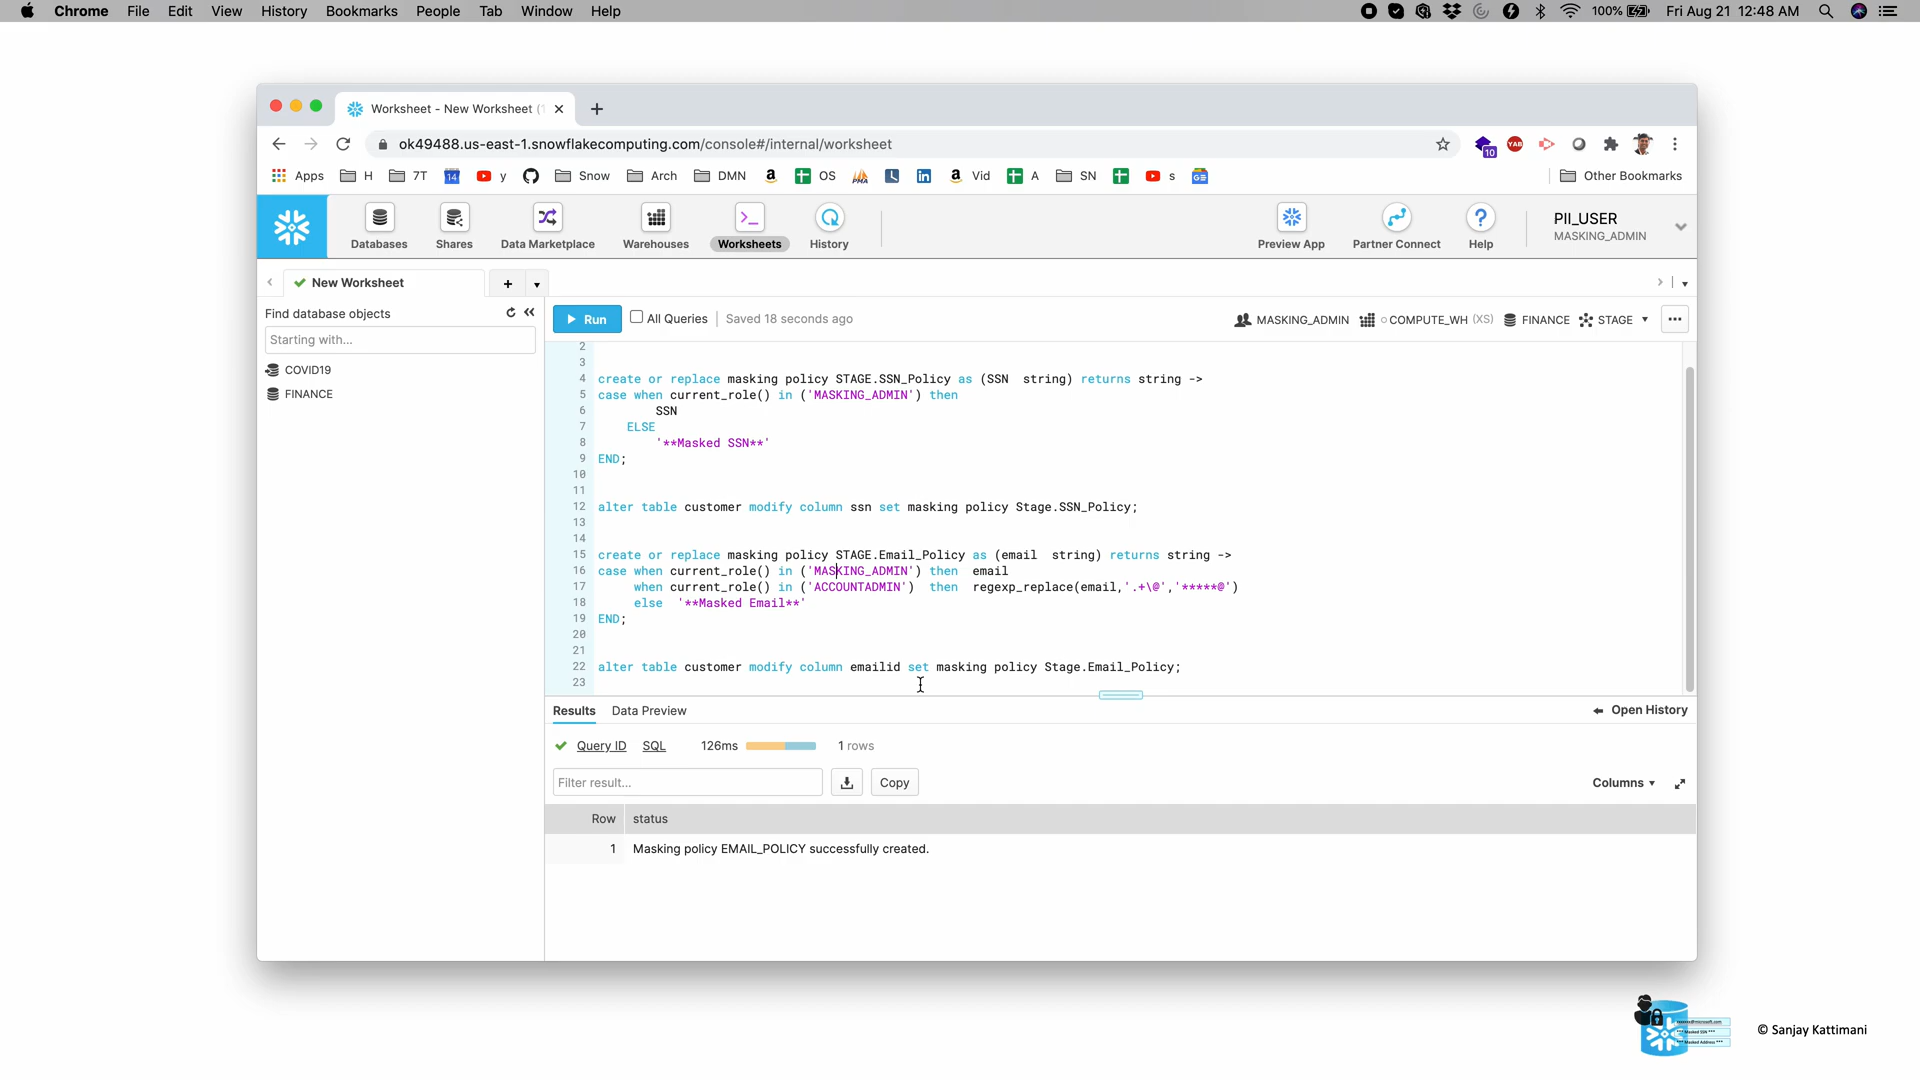 Chrome File Edit View History Bookmarks People Tab Window Help
100% Fri Aug 21 12:48 AM
Worksheet - New Worksheet (
ok49488.us-east-1.snowflakecomputing.com/console#/internal/worksheet
10 YAB
Apps H 7T 14 y Snow Arch DMN a OS PMA L in a Vid A SN s GE Other Bookmarks
Databases Shares Data Marketplace Warehouses Worksheets History Preview App Partner Connect Help
PII_USER
MASKING_ADMIN
New Worksheet
Find database objects
Starting with...
COVID19
FINANCE
Run All Queries Saved 18 seconds ago MASKING_ADMIN COMPUTE_WH (XS) FINANCE STAGE
2
3
4 create or replace masking policy STAGE.SSN_Policy as (SSN  string) returns string ->
5 case when current_role() in ('MASKING_ADMIN') then
6         SSN
7     ELSE
8         '**Masked SSN**'
9 END;
10
11
12 alter table customer modify column ssn set masking policy Stage.SSN_Policy;
13
14
15 create or replace masking policy STAGE.Email_Policy as (email  string) returns string ->
16 case when current_role() in ('MASKING_ADMIN') then  email
17      when current_role() in ('ACCOUNTADMIN')  then  regexp_replace(email,'.+\@','*****@')
18      else  '**Masked Email**'
19 END;
20
21
22 alter table customer modify column emailid set masking policy Stage.Email_Policy;
23
Results Data Preview Open History
Query ID SQL 126ms 1 rows
Filter result... Copy Columns
Row status
1 Masking policy EMAIL_POLICY successfully created.
© Sanjay Kattimani